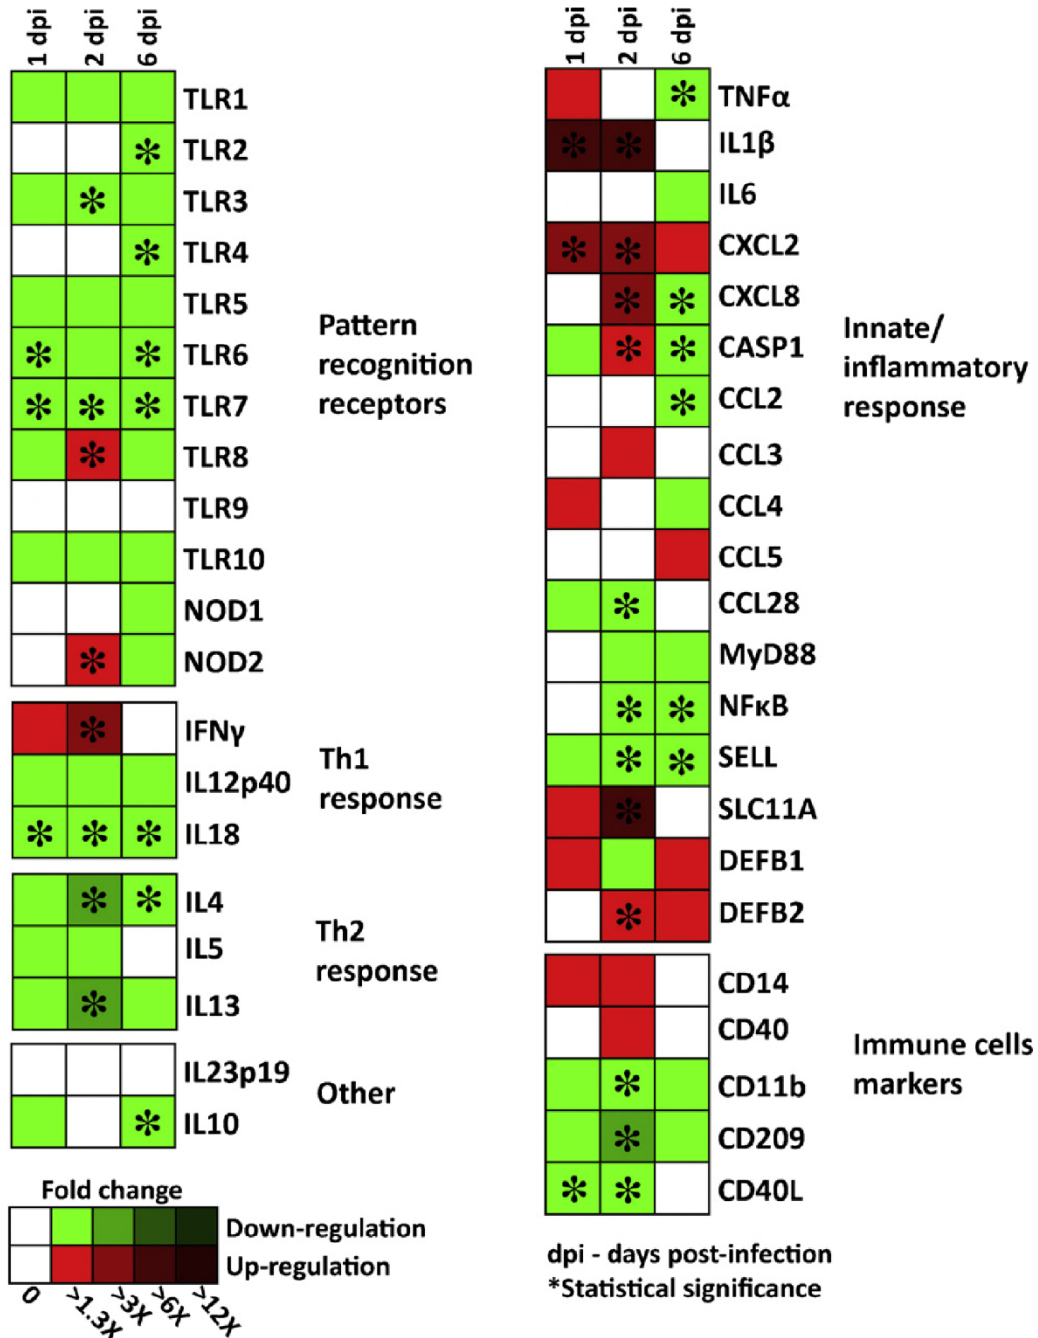 1 dpi
2 dpi
6 dpi
TLR1
TLR2
*
TLR3
*
TLR4
*
TLR5
TLR6
* *
TLR7
* * *
TLR8
*
TLR9
TLR10
NOD1
NOD2
*
Pattern
recognition
receptors
IFNγ
*
IL12p40
IL18
* * *
Th1
response
IL4
* *
IL5
IL13
*
Th2
response
IL23p19
IL10
*
Other
Fold change
Down-regulation
Up-regulation
0
>1.3X
>3X
>6X
>12X
1 dpi
2 dpi
6 dpi
TNFα
*
IL1β
* *
IL6
CXCL2
* *
CXCL8
* *
CASP1
* *
CCL2
*
CCL3
CCL4
CCL5
CCL28
*
MyD88
NFκB
* *
SELL
* *
SLC11A
*
DEFB1
DEFB2
*
Innate/
inflammatory
response
CD14
CD40
CD11b
*
CD209
*
CD40L
* *
Immune cells
markers
dpi - days post-infection
*Statistical significance